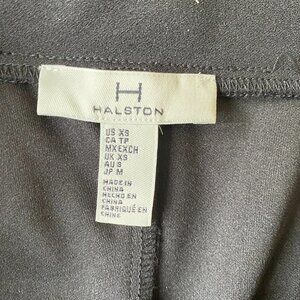 H
HALSTON
US XS
CA TP
MX EXCH
UK XS
AU S
JP M
MADE IN
CHINA
HECHO EN
CHINA
FABRIQUÉ EN
CHINE